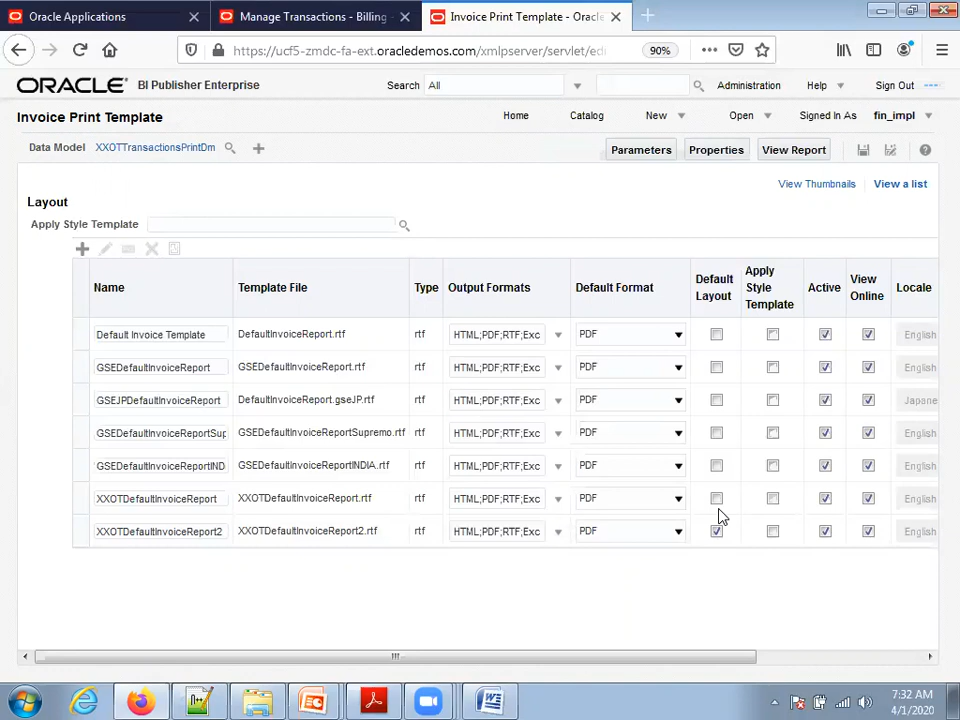 Oracle Applications
Manage Transactions - Billing
Invoice Print Template - Oracle
https://ucf5-zmdc-fa-ext.oracledemos.com/xmlpserver/servlet/edi
90%
ORACLE BI Publisher Enterprise
Search All
Administration Help Sign Out
Invoice Print Template
Home Catalog New Open Signed In As fin_impl
Data Model XXOTTransactionsPrintDm
Parameters Properties View Report
View Thumbnails View a list
Layout
Apply Style Template
Name Template File Type Output Formats Default Format Default Layout Apply Style Template Active View Online Locale
Default Invoice Template DefaultInvoiceReport.rtf rtf HTML;PDF;RTF;Exc PDF English
GSEDefaultInvoiceReport GSEDefaultInvoiceReport.rtf rtf HTML;PDF;RTF;Exc PDF English
GSEJPDefaultInvoiceReport DefaultInvoiceReport.gseJP.rtf rtf HTML;PDF;RTF;Exc PDF Japane
GSEDefaultInvoiceReportSup GSEDefaultInvoiceReportSupremo.rtf rtf HTML;PDF;RTF;Exc PDF English
GSEDefaultInvoiceReportIND GSEDefaultInvoiceReportINDIA.rtf rtf HTML;PDF;RTF;Exc PDF English
XXOTDefaultInvoiceReport XXOTDefaultInvoiceReport.rtf rtf HTML;PDF;RTF;Exc PDF English
XXOTDefaultInvoiceReport2 XXOTDefaultInvoiceReport2.rtf rtf HTML;PDF;RTF;Exc PDF English
7:32 AM
4/1/2020